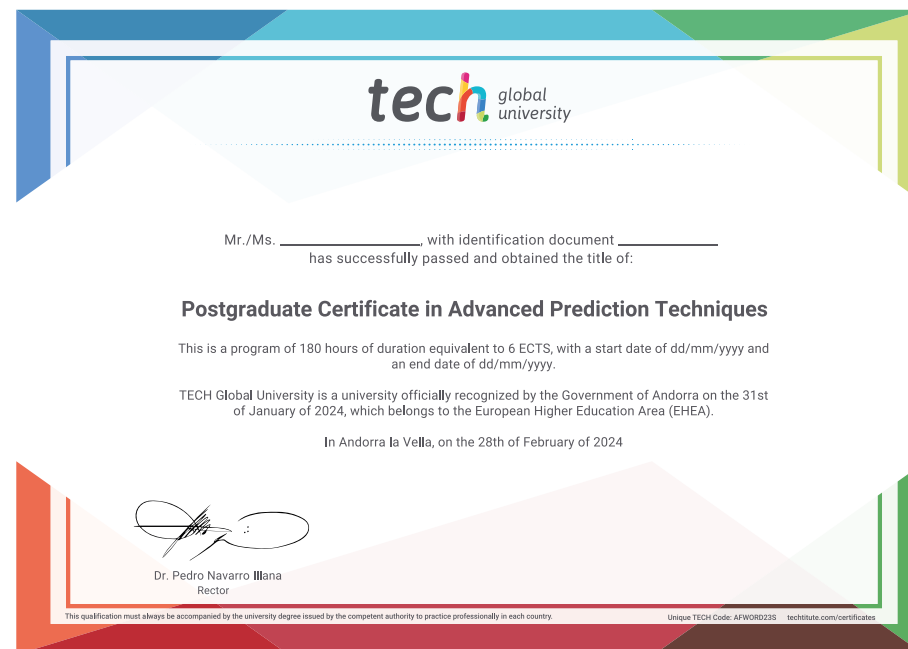 tech global university
Mr./Ms. ____________________, with identification document ______________
has successfully passed and obtained the title of:
Postgraduate Certificate in Advanced Prediction Techniques
This is a program of 180 hours of duration equivalent to 6 ECTS, with a start date of dd/mm/yyyy and
an end date of dd/mm/yyyy.
TECH Global University is a university officially recognized by the Government of Andorra on the 31st
of January of 2024, which belongs to the European Higher Education Area (EHEA).
In Andorra la Vella, on the 28th of February of 2024
Dr. Pedro Navarro Illana
Rector
This qualification must always be accompanied by the university degree issued by the competent authority to practice professionally in each country.
Unique TECH Code: AFWORD23S techtitute.com/certificates